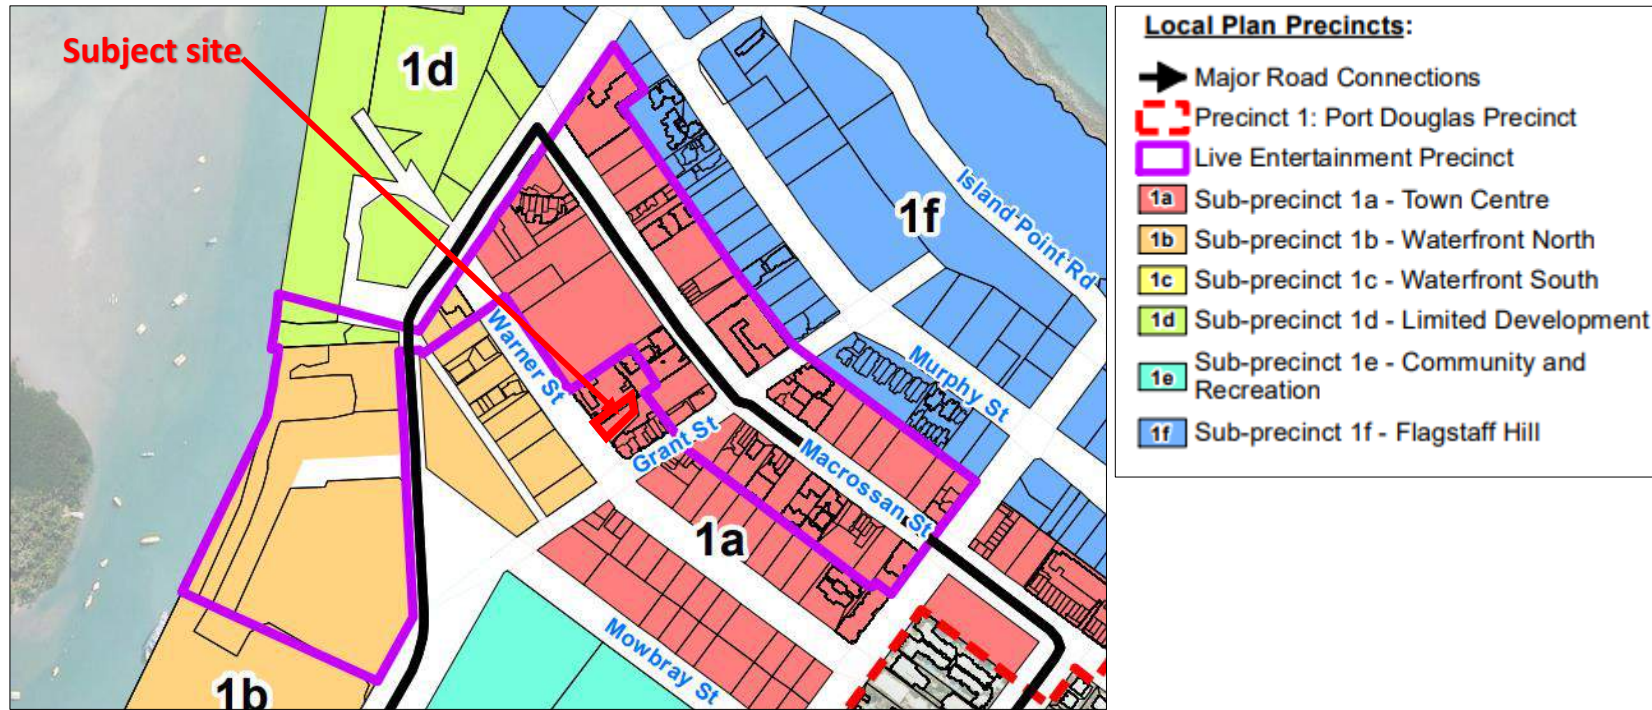 Subject site
1d
1f
Island Point Rd
Warner St
Murphy St
Grant St
Macrossan St
1a
Mowbray St
1b
Local Plan Precincts:
Major Road Connections
Precinct 1: Port Douglas Precinct
Live Entertainment Precinct
1a Sub-precinct 1a - Town Centre
1b Sub-precinct 1b - Waterfront North
1c Sub-precinct 1c - Waterfront South
1d Sub-precinct 1d - Limited Development
1e Sub-precinct 1e - Community and
Recreation
1f Sub-precinct 1f - Flagstaff Hill